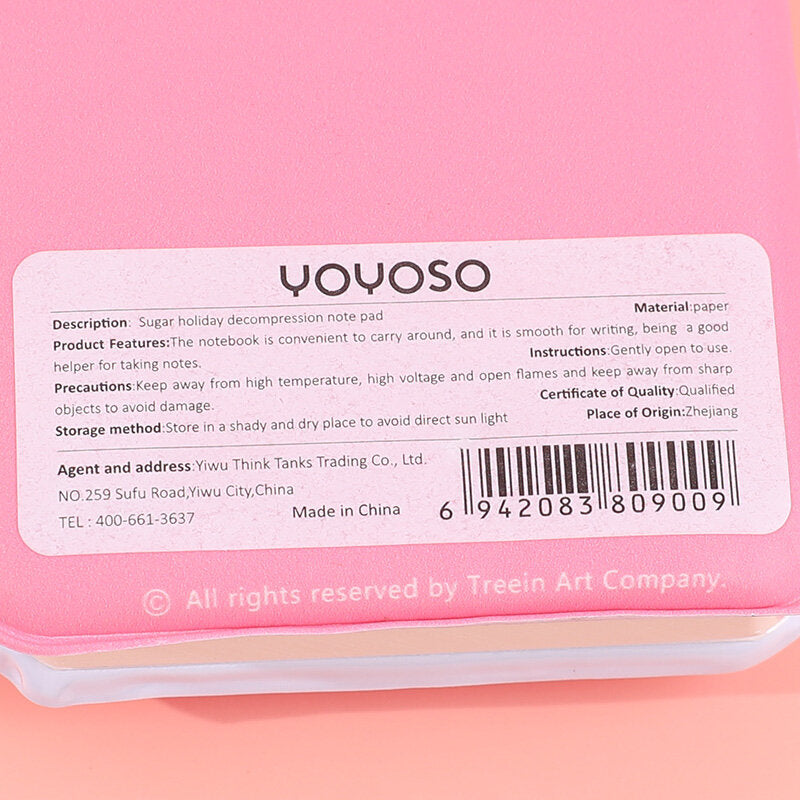 YOYOSO
Description: Sugar holiday decompression note pad Material:paper
Product Features:The notebook is convenient to carry around, and it is smooth for writing, being a good
helper for taking notes. Instructions:Gently open to use.
Precautions:Keep away from high temperature, high voltage and open flames and keep away from sharp
objects to avoid damage. Certificate of Quality:Qualified
Storage method:Store in a shady and dry place to avoid direct sun light Place of Origin:Zhejiang
Agent and address:Yiwu Think Tanks Trading Co., Ltd.
NO.259 Sufu Road,Yiwu City,China
TEL : 400-661-3637 Made in China 6 942083 809009
© All rights reserved by Treein Art Company.